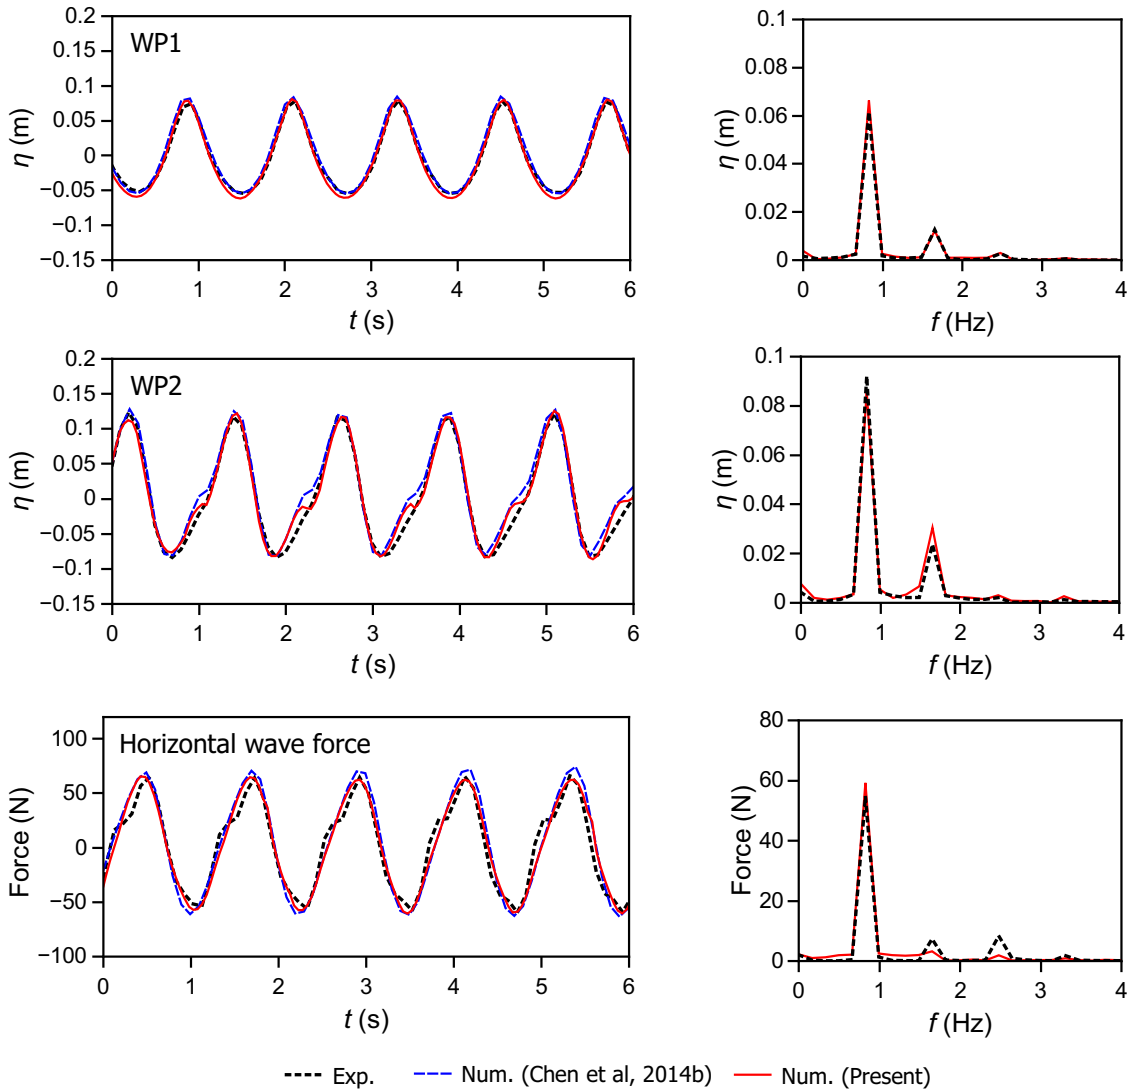 WP1
η (m)
0.2
0.15
0.1
0.05
0
−0.05
−0.1
−0.15
0 1 2 3 4 5 6
t (s)
η (m)
0.1
0.08
0.06
0.04
0.02
0
0 1 2 3 4
f (Hz)
WP2
η (m)
0.2
0.15
0.1
0.05
0
−0.05
−0.1
−0.15
0 1 2 3 4 5 6
t (s)
η (m)
0.1
0.08
0.06
0.04
0.02
0
0 1 2 3 4
f (Hz)
Horizontal wave force
Force (N)
100
50
0
−50
−100
0 1 2 3 4 5 6
t (s)
Force (N)
80
60
40
20
0
0 1 2 3 4
f (Hz)
Exp. Num. (Chen et al, 2014b) Num. (Present)